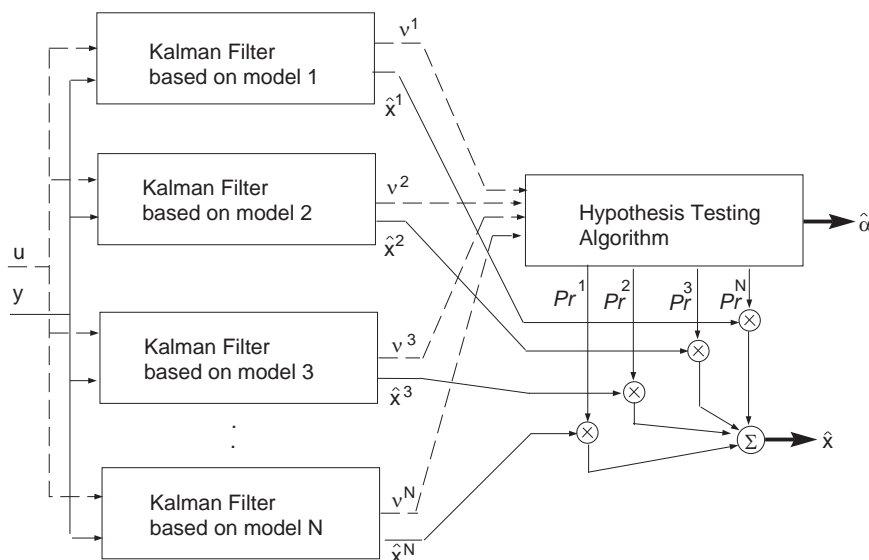 Kalman Filter
based on model 1
ν¹
x̂¹
Kalman Filter
based on model 2
ν²
x̂²
Hypothesis Testing
Algorithm
α̂
u
y
Pr¹ Pr² Pr³ Prᴺ
×
×
Kalman Filter
based on model 3
ν³
x̂³
×
×
Σ
x̂
.
.
Kalman Filter
based on model N
νᴺ
x̂ᴺ